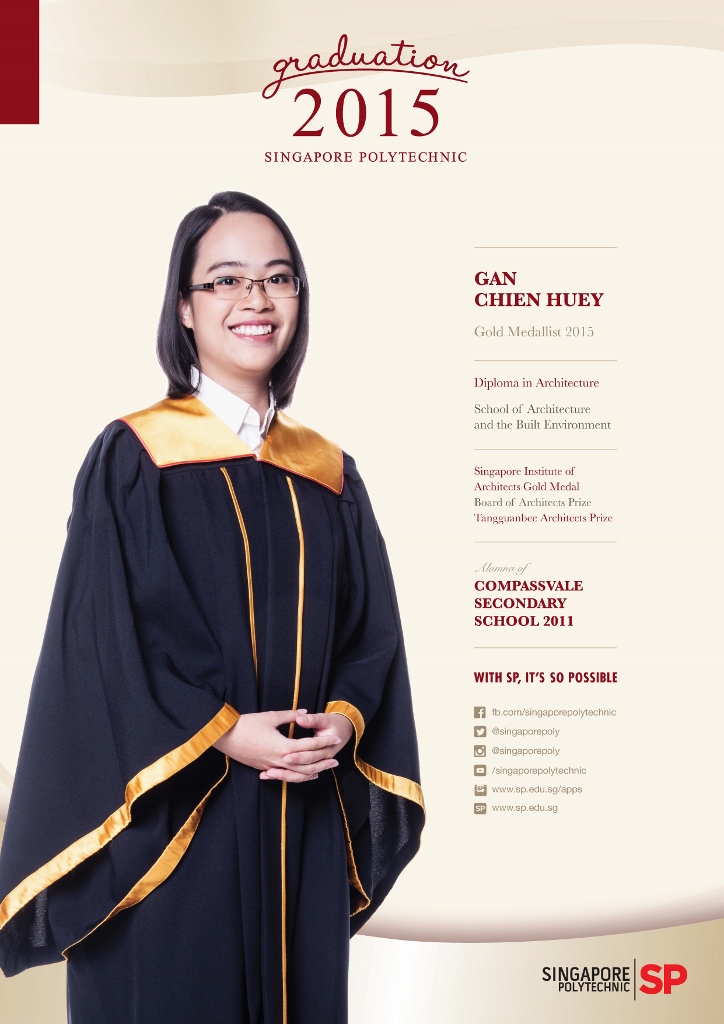 graduation
2015
SINGAPORE POLYTECHNIC
GAN
CHIEN HUEY
Gold Medallist 2015
Diploma in Architecture
School of Architecture
and the Built Environment
Singapore Institute of
Architects Gold Medal
Board of Architects Prize
Tangguanbee Architects Prize
Alumna of
COMPASSVALE
SECONDARY
SCHOOL 2011
WITH SP, IT'S SO POSSIBLE
fb.com/singaporepolytechnic
@singaporepoly
@singaporepoly
/singaporepolytechnic
www.sp.edu.sg/apps
SP www.sp.edu.sg
SINGAPORE
POLYTECHNIC
SP